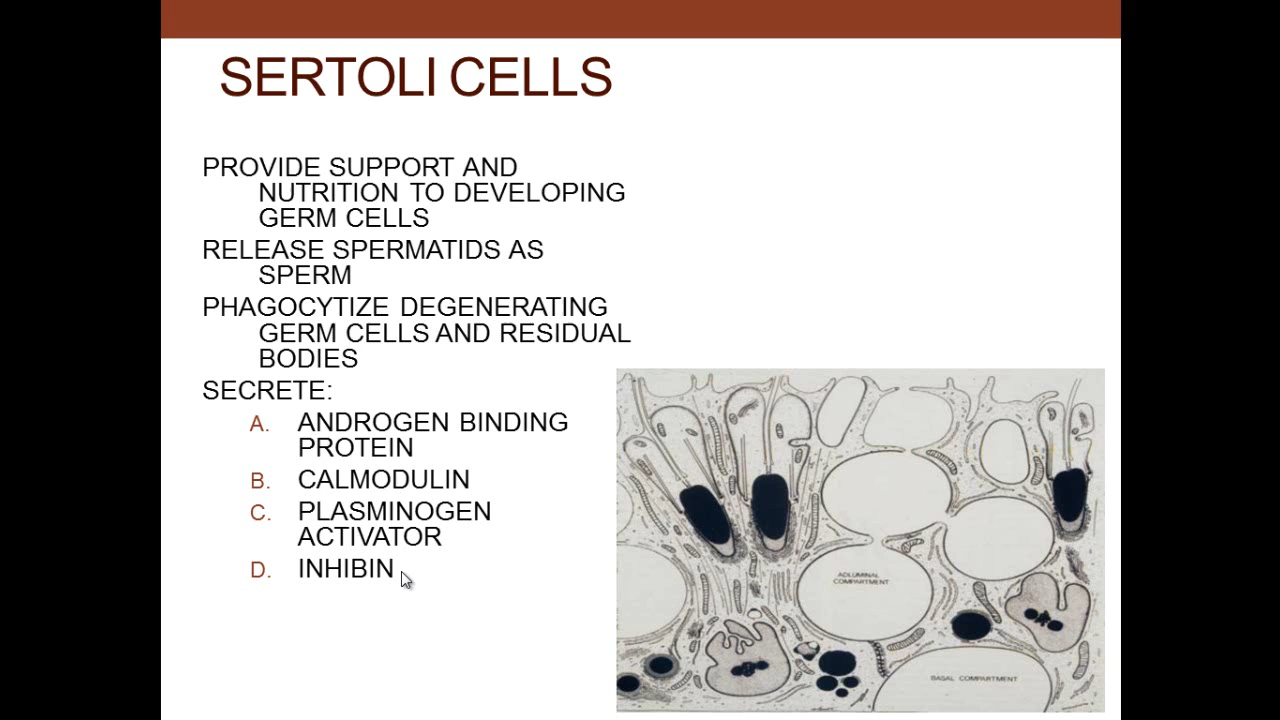 SERTOLI CELLS
PROVIDE SUPPORT AND
NUTRITION TO DEVELOPING
GERM CELLS
RELEASE SPERMATIDS AS
SPERM
PHAGOCYTIZE DEGENERATING
GERM CELLS AND RESIDUAL
BODIES
SECRETE:
A. ANDROGEN BINDING
PROTEIN
B. CALMODULIN
C. PLASMINOGEN
ACTIVATOR
D. INHIBIN
ADLUMINAL
COMPARTMENT
BASAL COMPARTMENT